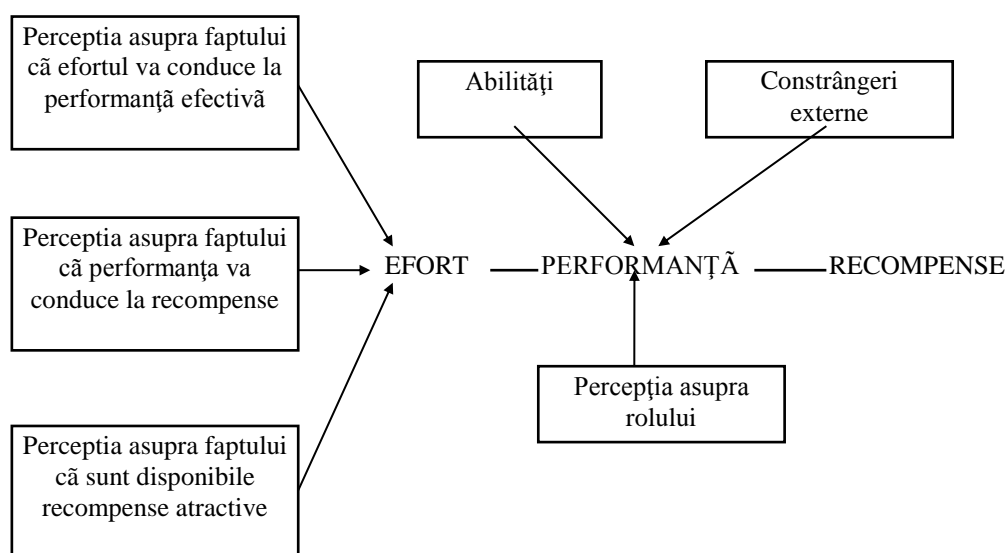 Perceptia asupra faptului
cã efortul va conduce la
performanţã efectivã
Abilităţi
Constrângeri
externe
Perceptia asupra faptului
cã performanţa va
conduce la recompense
EFORT
PERFORMANŢÃ
RECOMPENSE
Percepţia asupra
rolului
Perceptia asupra faptului
cã sunt disponibile
recompense atractive